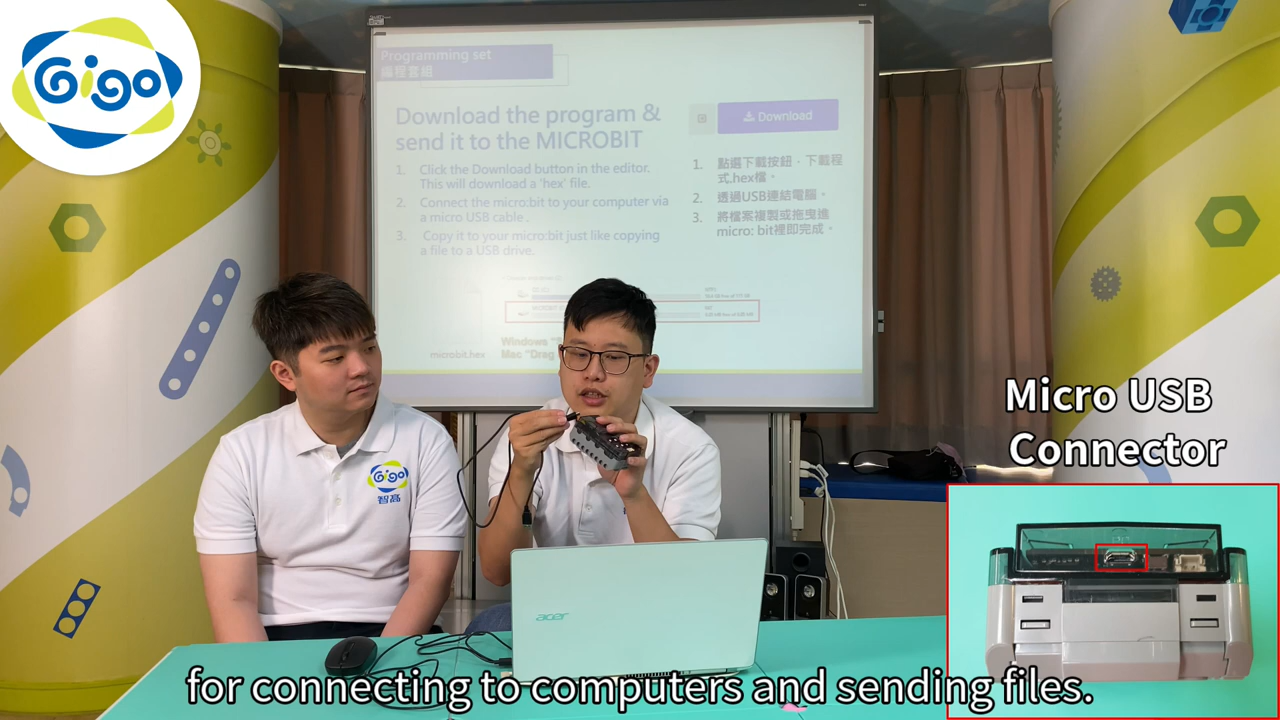 Gigo
Programming set
編程套組
Download the program &
send it to the MICROBIT
1. Click the Download button in the editor.
This will download a 'hex' file.
2. Connect the micro:bit to your computer via
a micro USB cable .
3. Copy it to your micro:bit just like copying
a file to a USB drive.
Download
1. 點選下載按鈕，下載程
式.hex檔。
2. 透過USB連結電腦。
3. 將檔案複製或拖曳進
micro: bit裡即完成。
microbit.hex
Windows
Mac "Drag
Micro USB
Connector
Gigo
智高
acer
for connecting to computers and sending files.